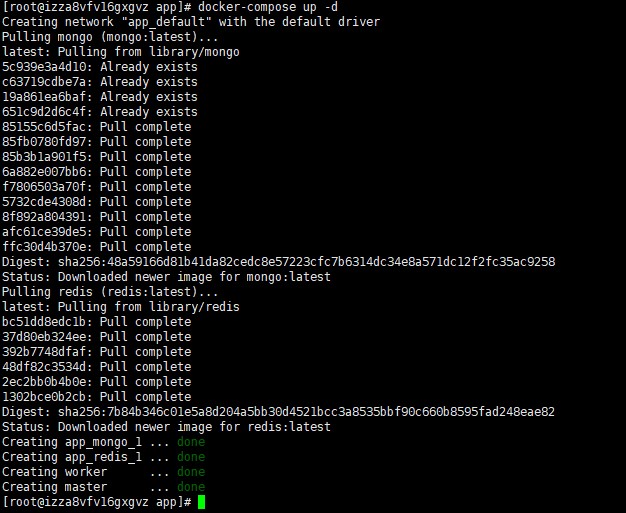 [root@izza8vfv16gxgvz app]# docker-compose up -d
Creating network "app_default" with the default driver
Pulling mongo (mongo:latest)...
latest: Pulling from library/mongo
5c939e3a4d10: Already exists
c63719cdbe7a: Already exists
19a861ea6baf: Already exists
651c9d2d6c4f: Already exists
85155c6d5fac: Pull complete
85fb0780fd97: Pull complete
85b3b1a901f5: Pull complete
6a882e007bb6: Pull complete
f7806503a70f: Pull complete
5732cde4308d: Pull complete
8f892a804391: Pull complete
afc61ce39de5: Pull complete
ffc30d4b370e: Pull complete
Digest: sha256:48a59166d81b41da82cedc8e57223cfc7b6314dc34e8a571dc12f2fc35ac9258
Status: Downloaded newer image for mongo:latest
Pulling redis (redis:latest)...
latest: Pulling from library/redis
bc51dd8edc1b: Pull complete
37d80eb324ee: Pull complete
392b7748dfaf: Pull complete
48df82c3534d: Pull complete
2ec2bb0b4b0e: Pull complete
1302bce0b2cb: Pull complete
Digest: sha256:7b84b346c01e5a8d204a5bb30d4521bcc3a8535bbf90c660b8595fad248eae82
Status: Downloaded newer image for redis:latest
Creating app_mongo_1 ... done
Creating app_redis_1 ... done
Creating worker      ... done
Creating master      ... done
[root@izza8vfv16gxgvz app]#